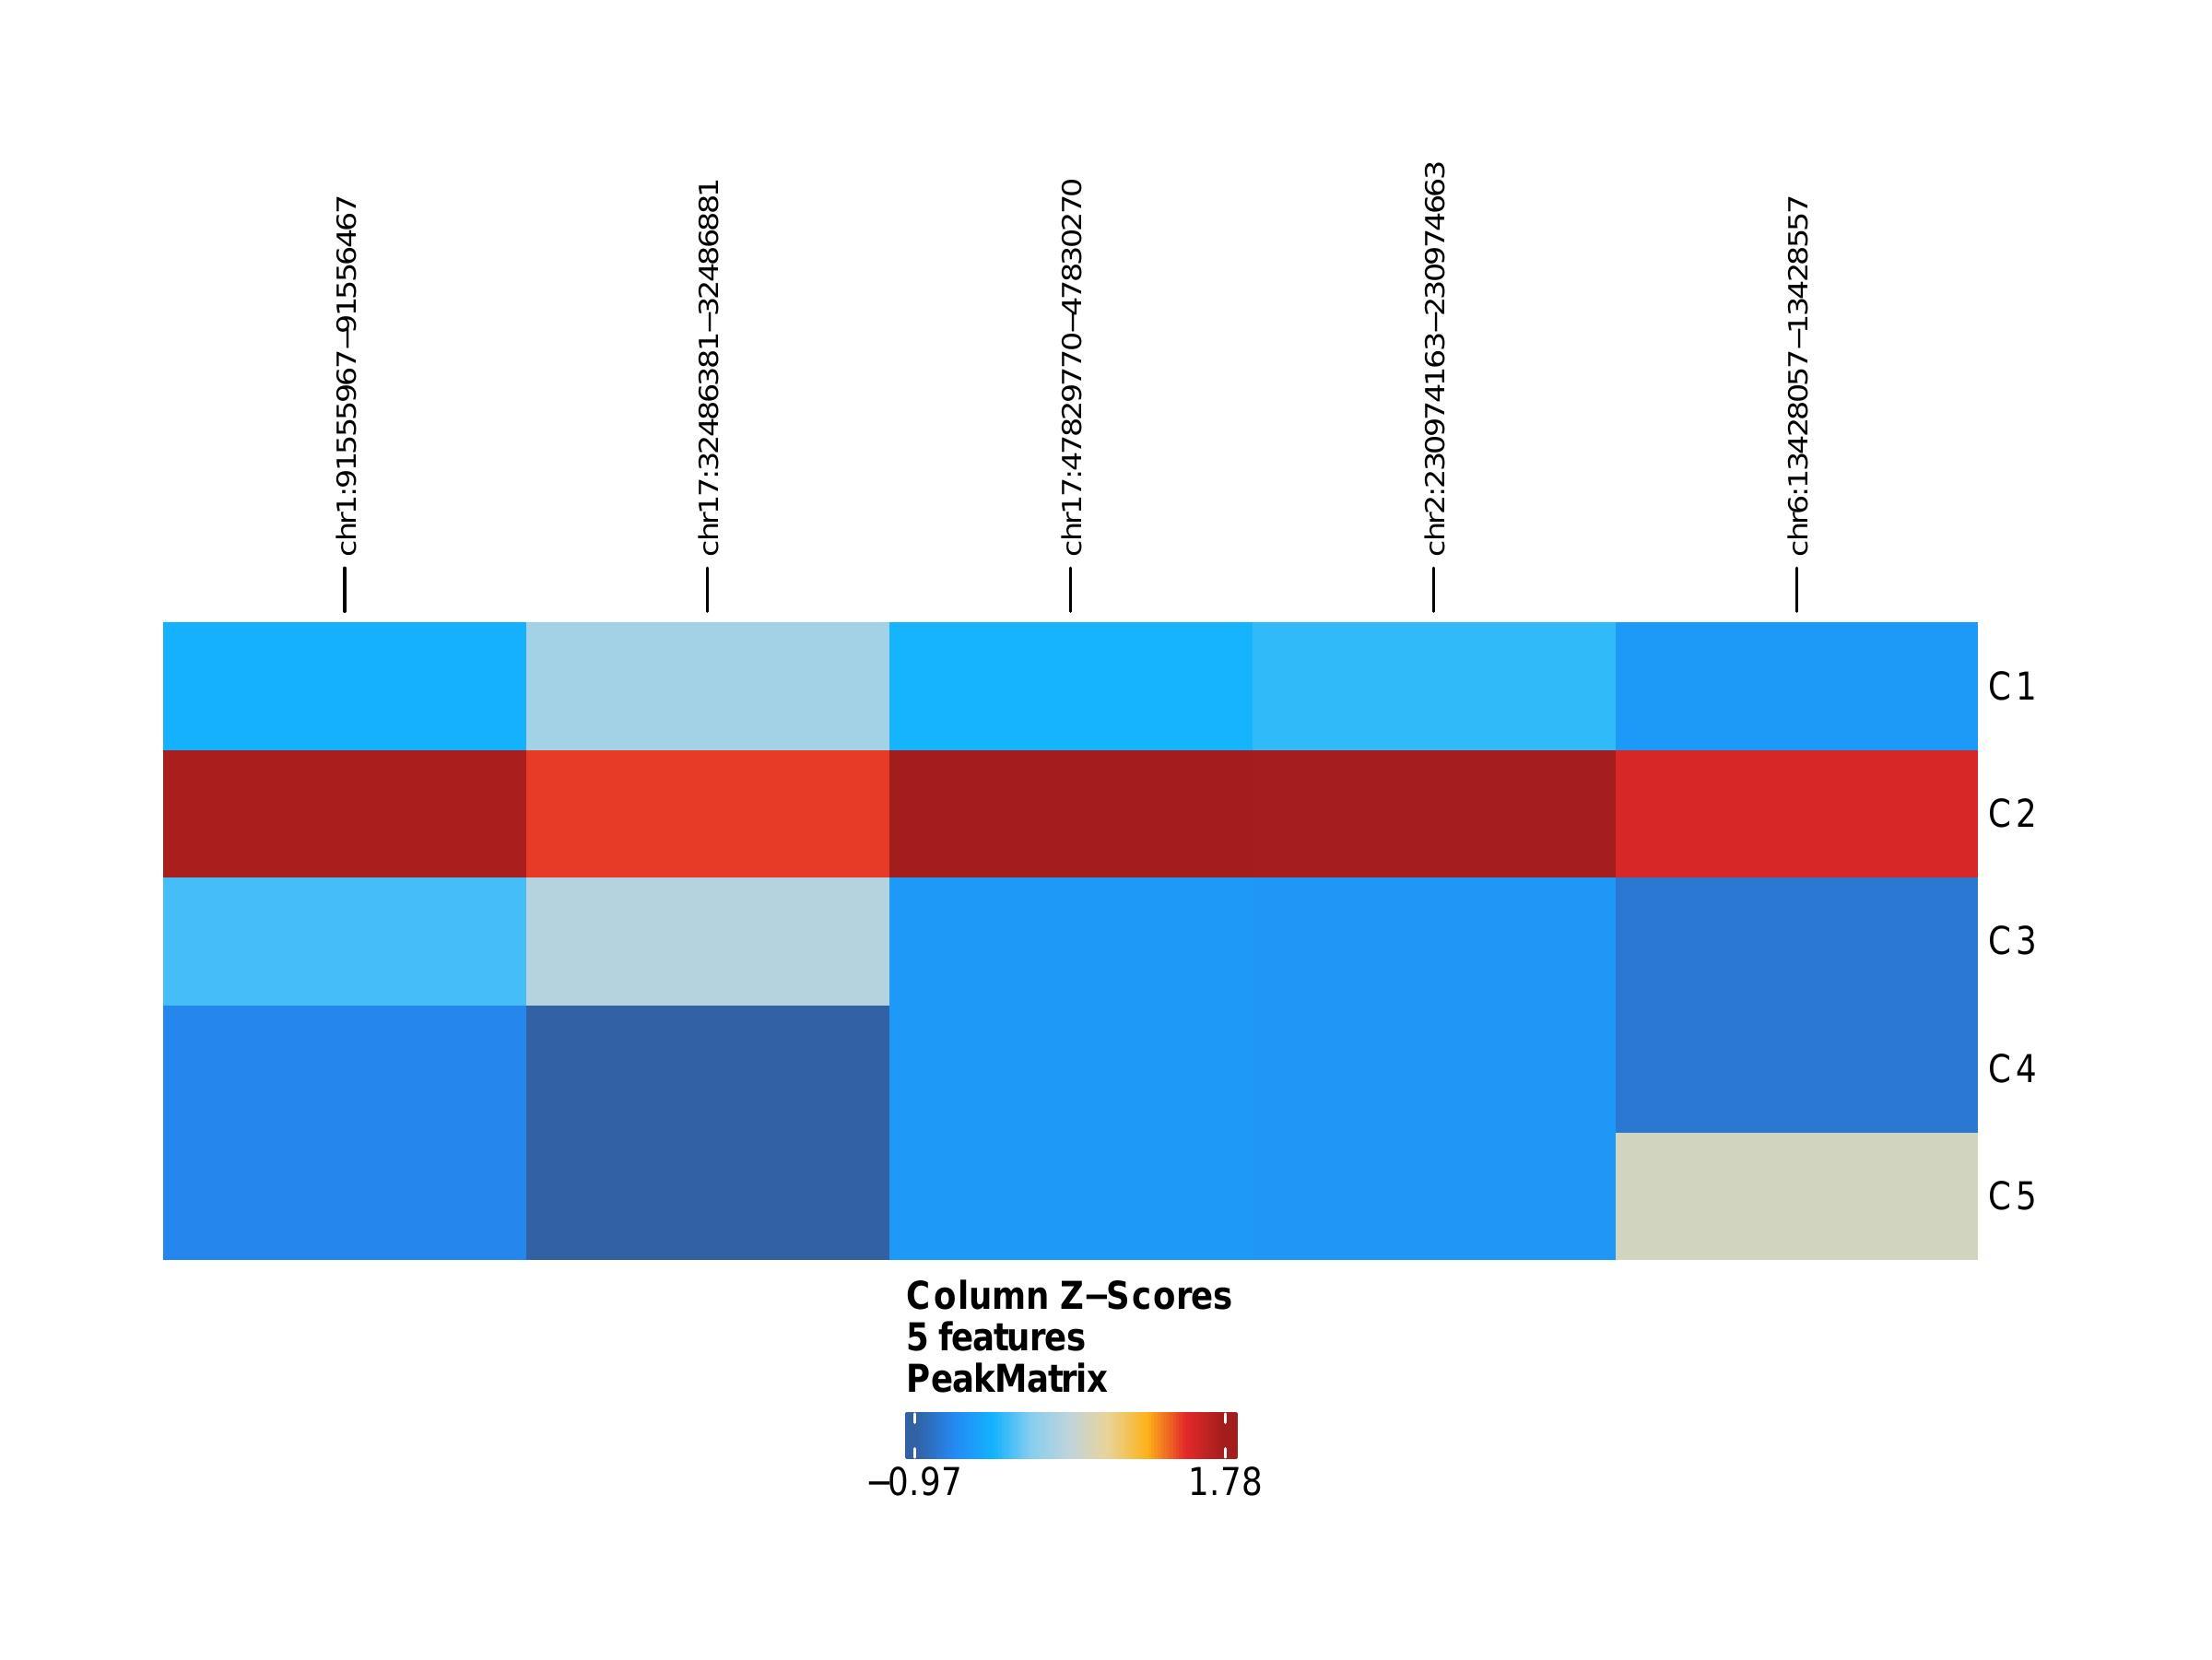 chr1:91555967–91556467
chr17:32486381–32486881
chr17:47829770–47830270
chr2:230974163–230974663
chr6:13428057–13428557
C1
C2
C3
C4
C5
Column Z–Scores
5 features
PeakMatrix
–0.97 1.78